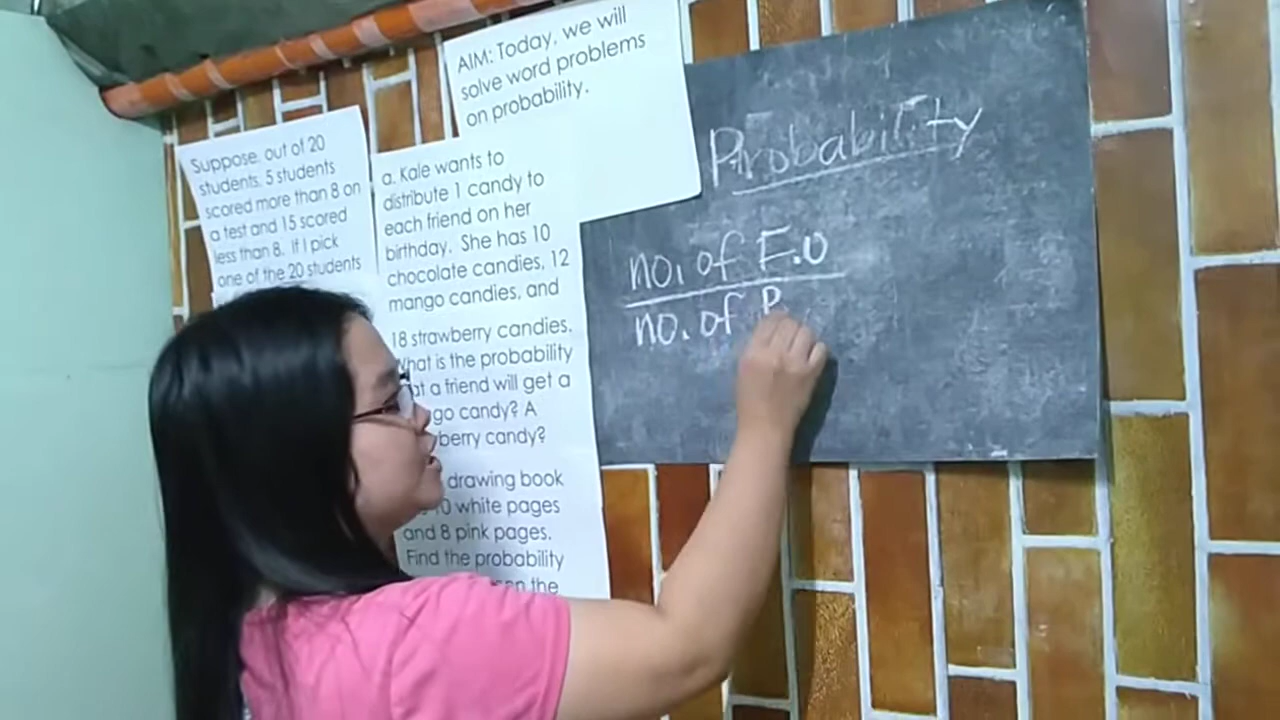 AIM: Today, we will
solve word problems
on probability.
Suppose, out of 20
students, 5 students
scored more than 8 on
a test and 15 scored
less than 8. If I pick
one of the 20 students
a. Kale wants to
distribute 1 candy to
each friend on her
birthday. She has 10
chocolate candies, 12
mango candies, and
18 strawberry candies.
What is the probability
a friend will get a
candy? A
candy?
drawing book
white pages
and 8 pink pages.
Find the probability
the
Probability
no. of F.O
no. of P